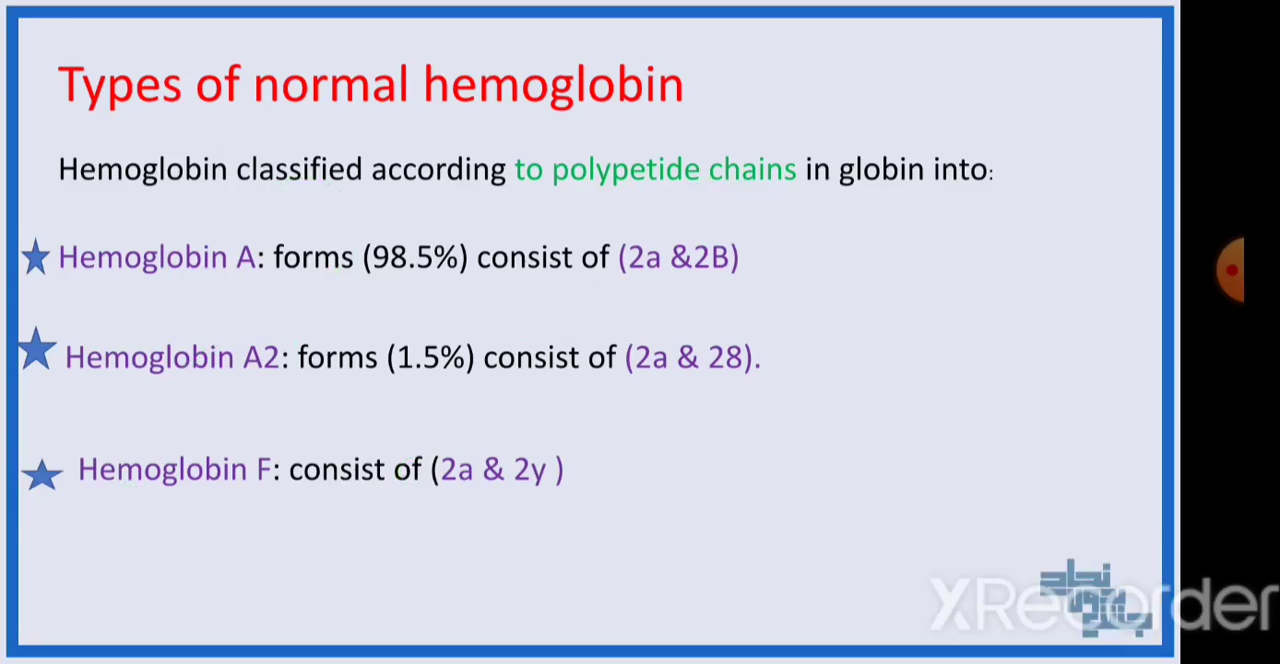 Types of normal hemoglobin
Hemoglobin classified according to polypetide chains in globin into:
Hemoglobin A: forms (98.5%) consist of (2a &2B)
Hemoglobin A2: forms (1.5%) consist of (2a & 28).
Hemoglobin F: consist of (2a & 2y )
XRecorder